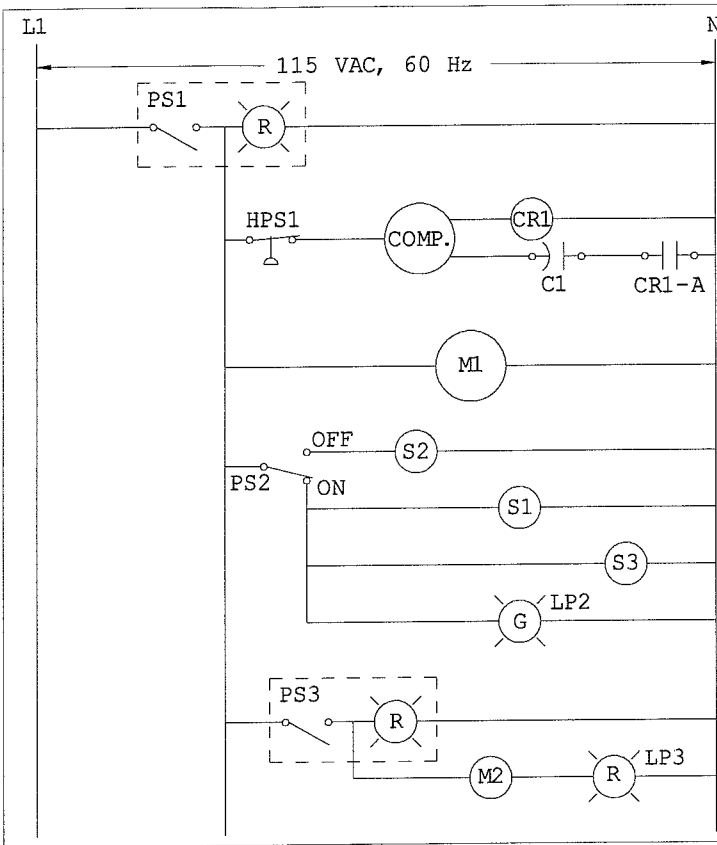 L1
N
115 VAC, 60 Hz
PS1
R
HPS1
COMP.
CR1
C1
CR1-A
M1
OFF
S2
PS2
ON
S1
S3
G
LP2
PS3
R
M2
R
LP3